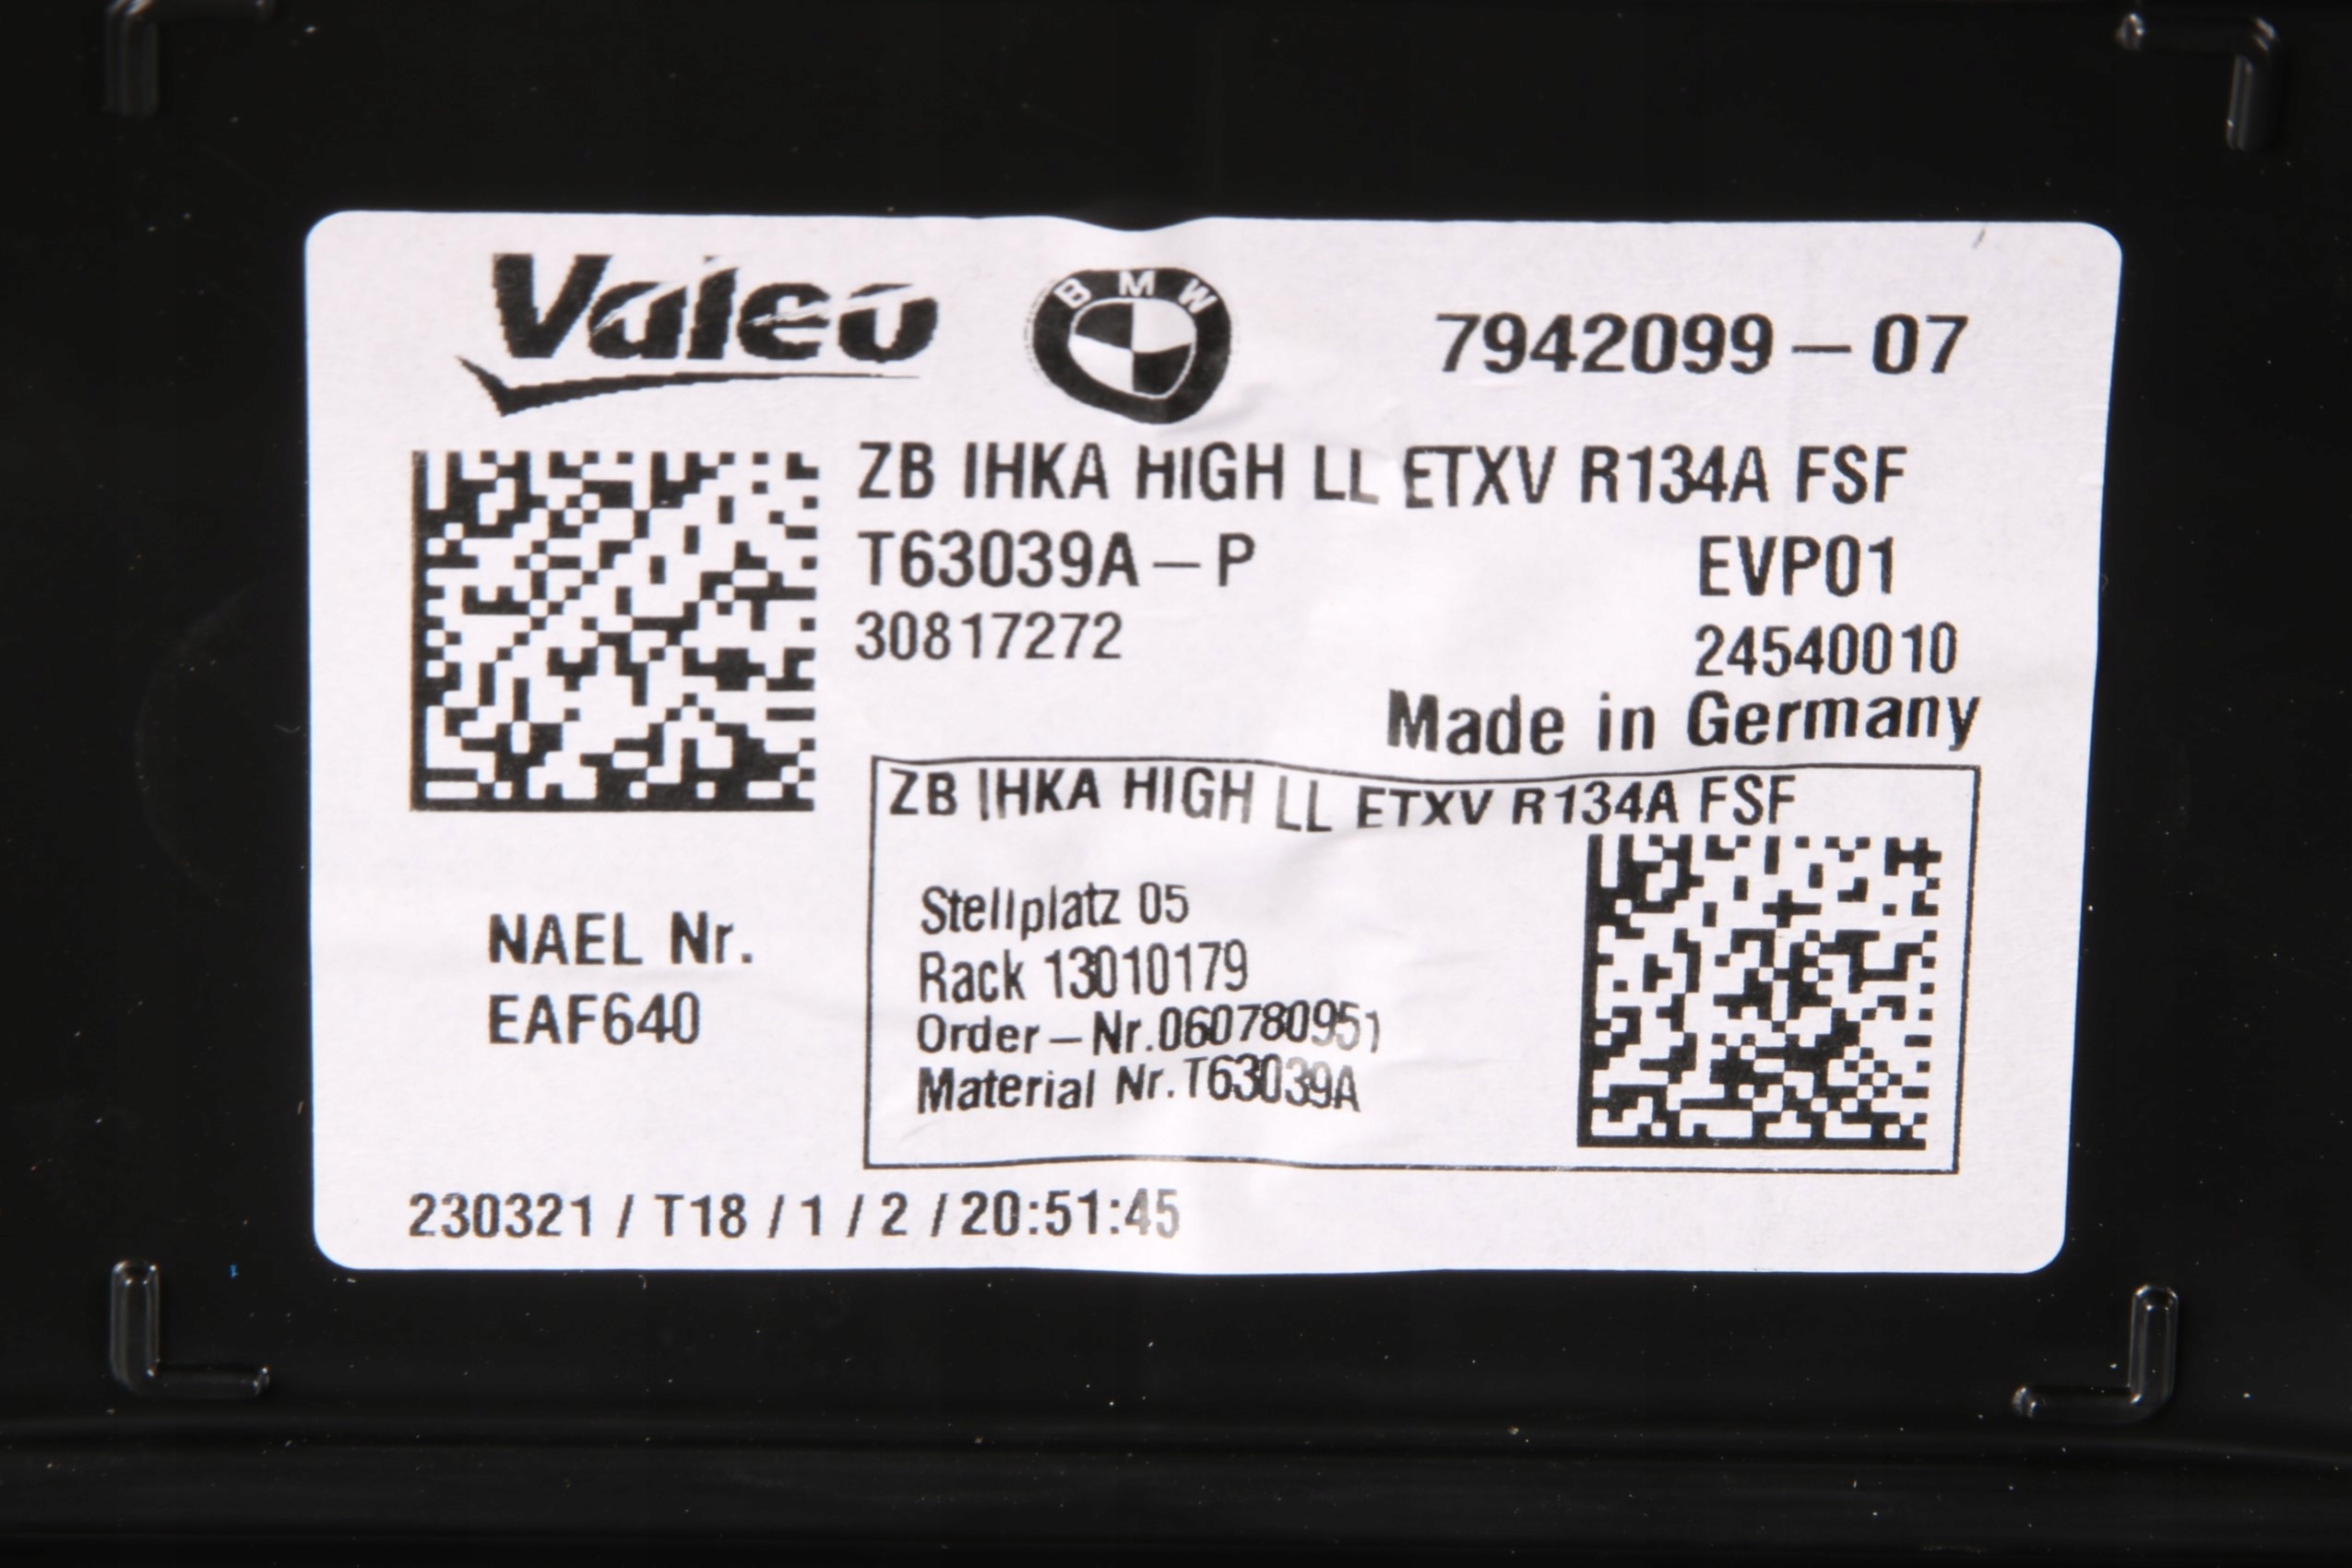 Valeo BMW 7942099-07
ZB IHKA HIGH LL ETXV R134A FSF
T63039A-P EVP01
30817272 24540010
Made in Germany
ZB IHKA HIGH LL ETXV R134A FSF
Stellplatz 05
Rack 13010179
Order-Nr.060780951
Material Nr.T63039A
NAEL Nr.
EAF640
230321 / T18 / 1 / 2 / 20:51:45